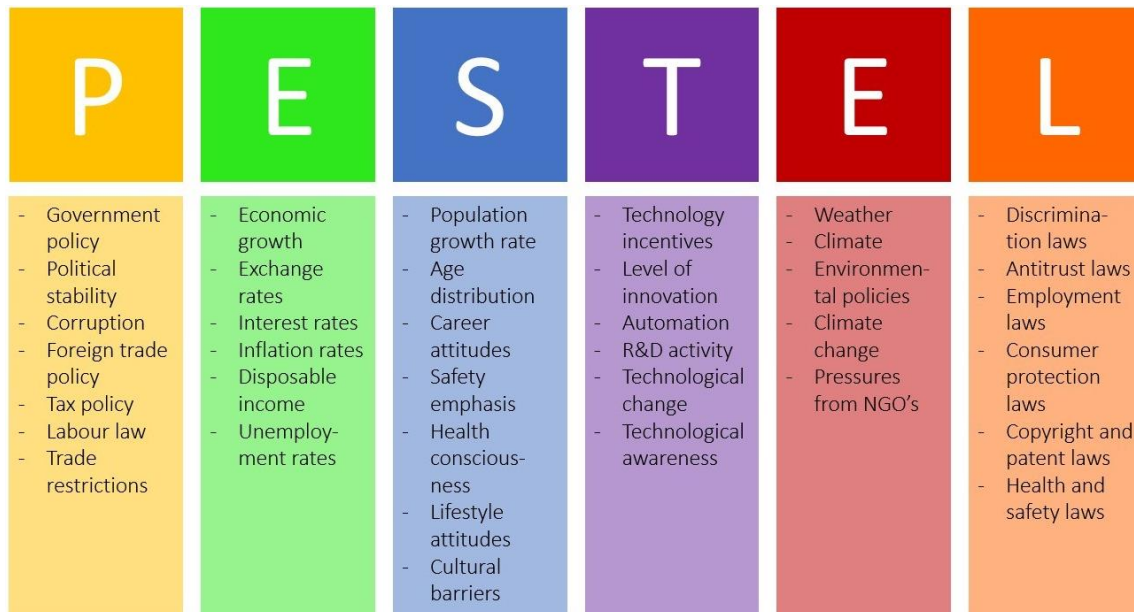 P
E
S
T
E
L
- Government
policy
- Political
stability
- Corruption
- Foreign trade
policy
- Tax policy
- Labour law
- Trade
restrictions
- Economic
growth
- Exchange
rates
- Interest rates
- Inflation rates
- Disposable
income
- Unemploy-
ment rates
- Population
growth rate
- Age
distribution
- Career
attitudes
- Safety
emphasis
- Health
conscious-
ness
- Lifestyle
attitudes
- Cultural
barriers
- Technology
incentives
- Level of
innovation
- Automation
- R&D activity
- Technological
change
- Technological
awareness
- Weather
- Climate
- Environmen-
tal policies
- Climate
change
- Pressures
from NGO's
- Discrimina-
tion laws
- Antitrust laws
- Employment
laws
- Consumer
protection
laws
- Copyright and
patent laws
- Health and
safety laws